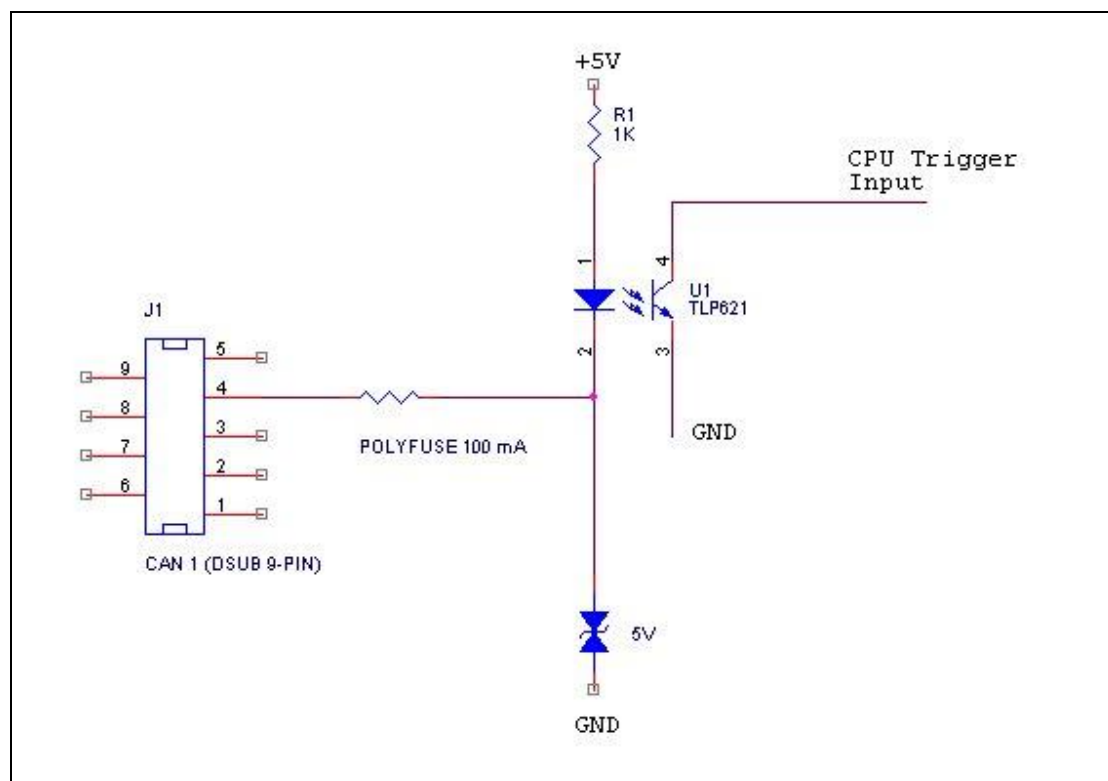 +5V
R1
1K
CPU Trigger
Input
1
4
U1
TLP621
J1
2
3
5
9
4
8
3
7
2
6
1
POLYFUSE 100 mA
GND
CAN 1 (DSUB 9-PIN)
5V
GND